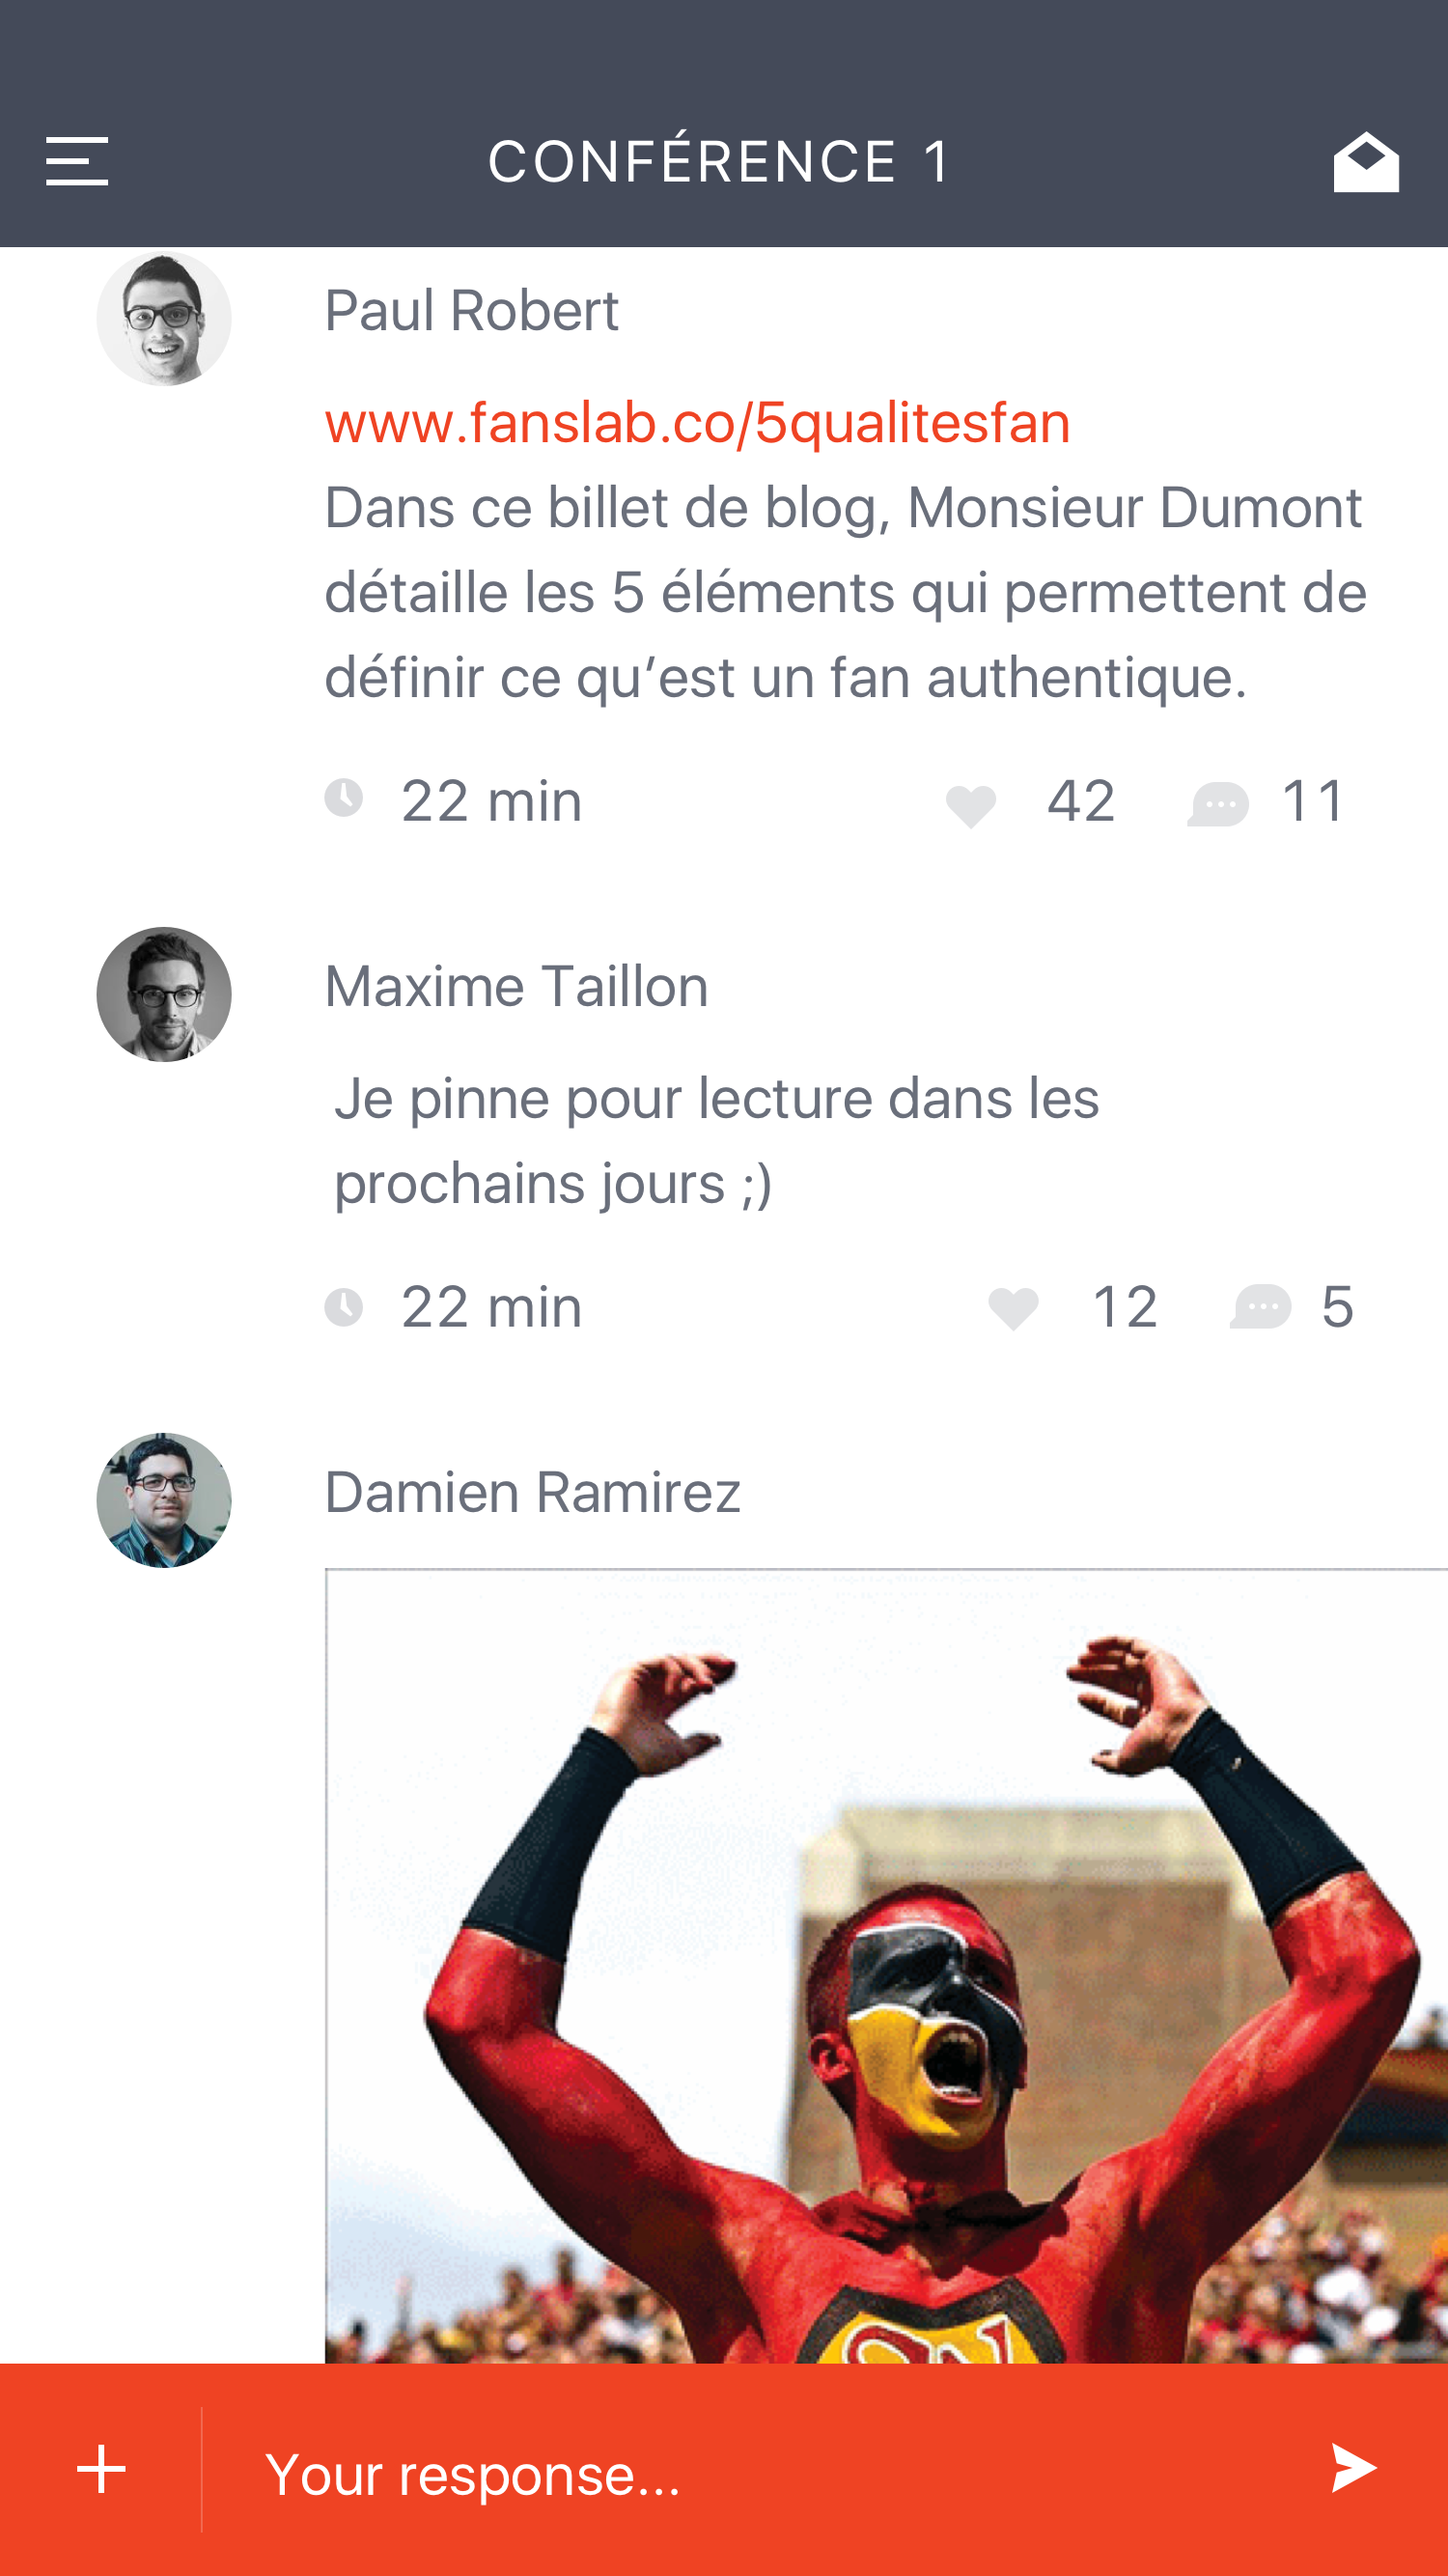 CONFÉRENCE 1
Paul Robert
www.fanslab.co/5qualitesfan
Dans ce billet de blog, Monsieur Dumont
détaille les 5 éléments qui permettent de
définir ce qu’est un fan authentique.
22 min 42 11
Maxime Taillon
Je pinne pour lecture dans les
prochains jours ;)
22 min 12 5
Damien Ramirez
Your response...